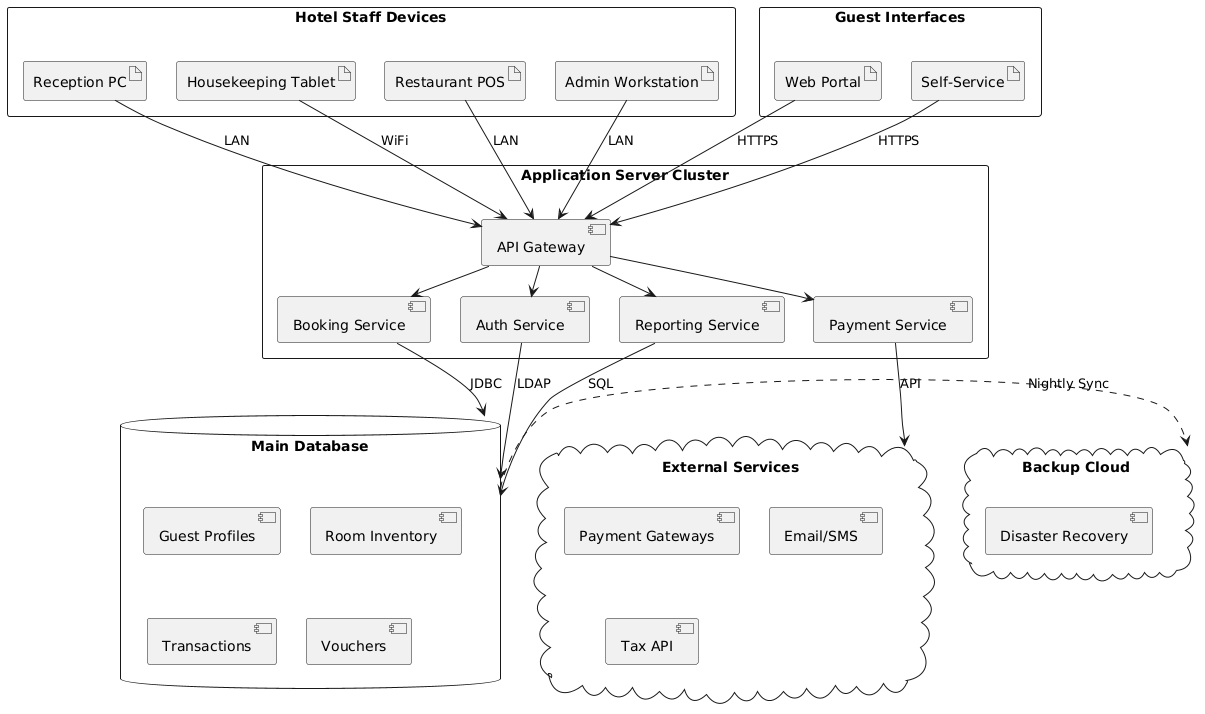 Hotel Staff Devices
Guest Interfaces
Reception PC
Housekeeping Tablet
Restaurant POS
Admin Workstation
Web Portal
Self-Service
LAN
WiFi
LAN
LAN
HTTPS
HTTPS
Application Server Cluster
API Gateway
Booking Service
Auth Service
Reporting Service
Payment Service
JDBC
LDAP
SQL
API
Nightly Sync
Main Database
External Services
Backup Cloud
Guest Profiles
Room Inventory
Payment Gateways
Email/SMS
Disaster Recovery
Transactions
Vouchers
Tax API